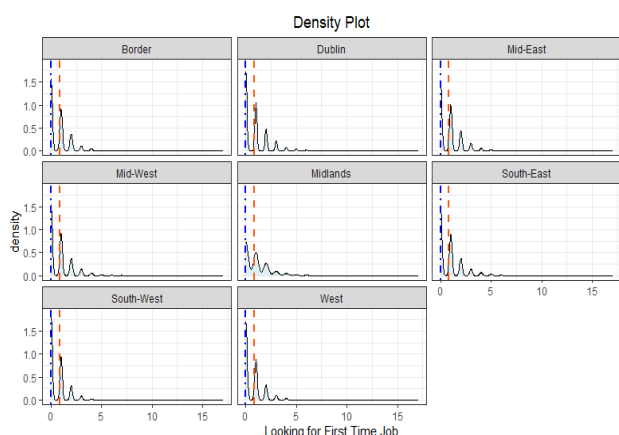 Density Plot
Border Dublin Mid-East
1.5
1.0
0.5
0.0
Mid-West Midlands South-East
1.5
1.0
0.5
0.0
density
0 5 10 15
South-West West
1.5
1.0
0.5
0.0
0 5 10 15 0 5 10 15
Looking for First Time Job